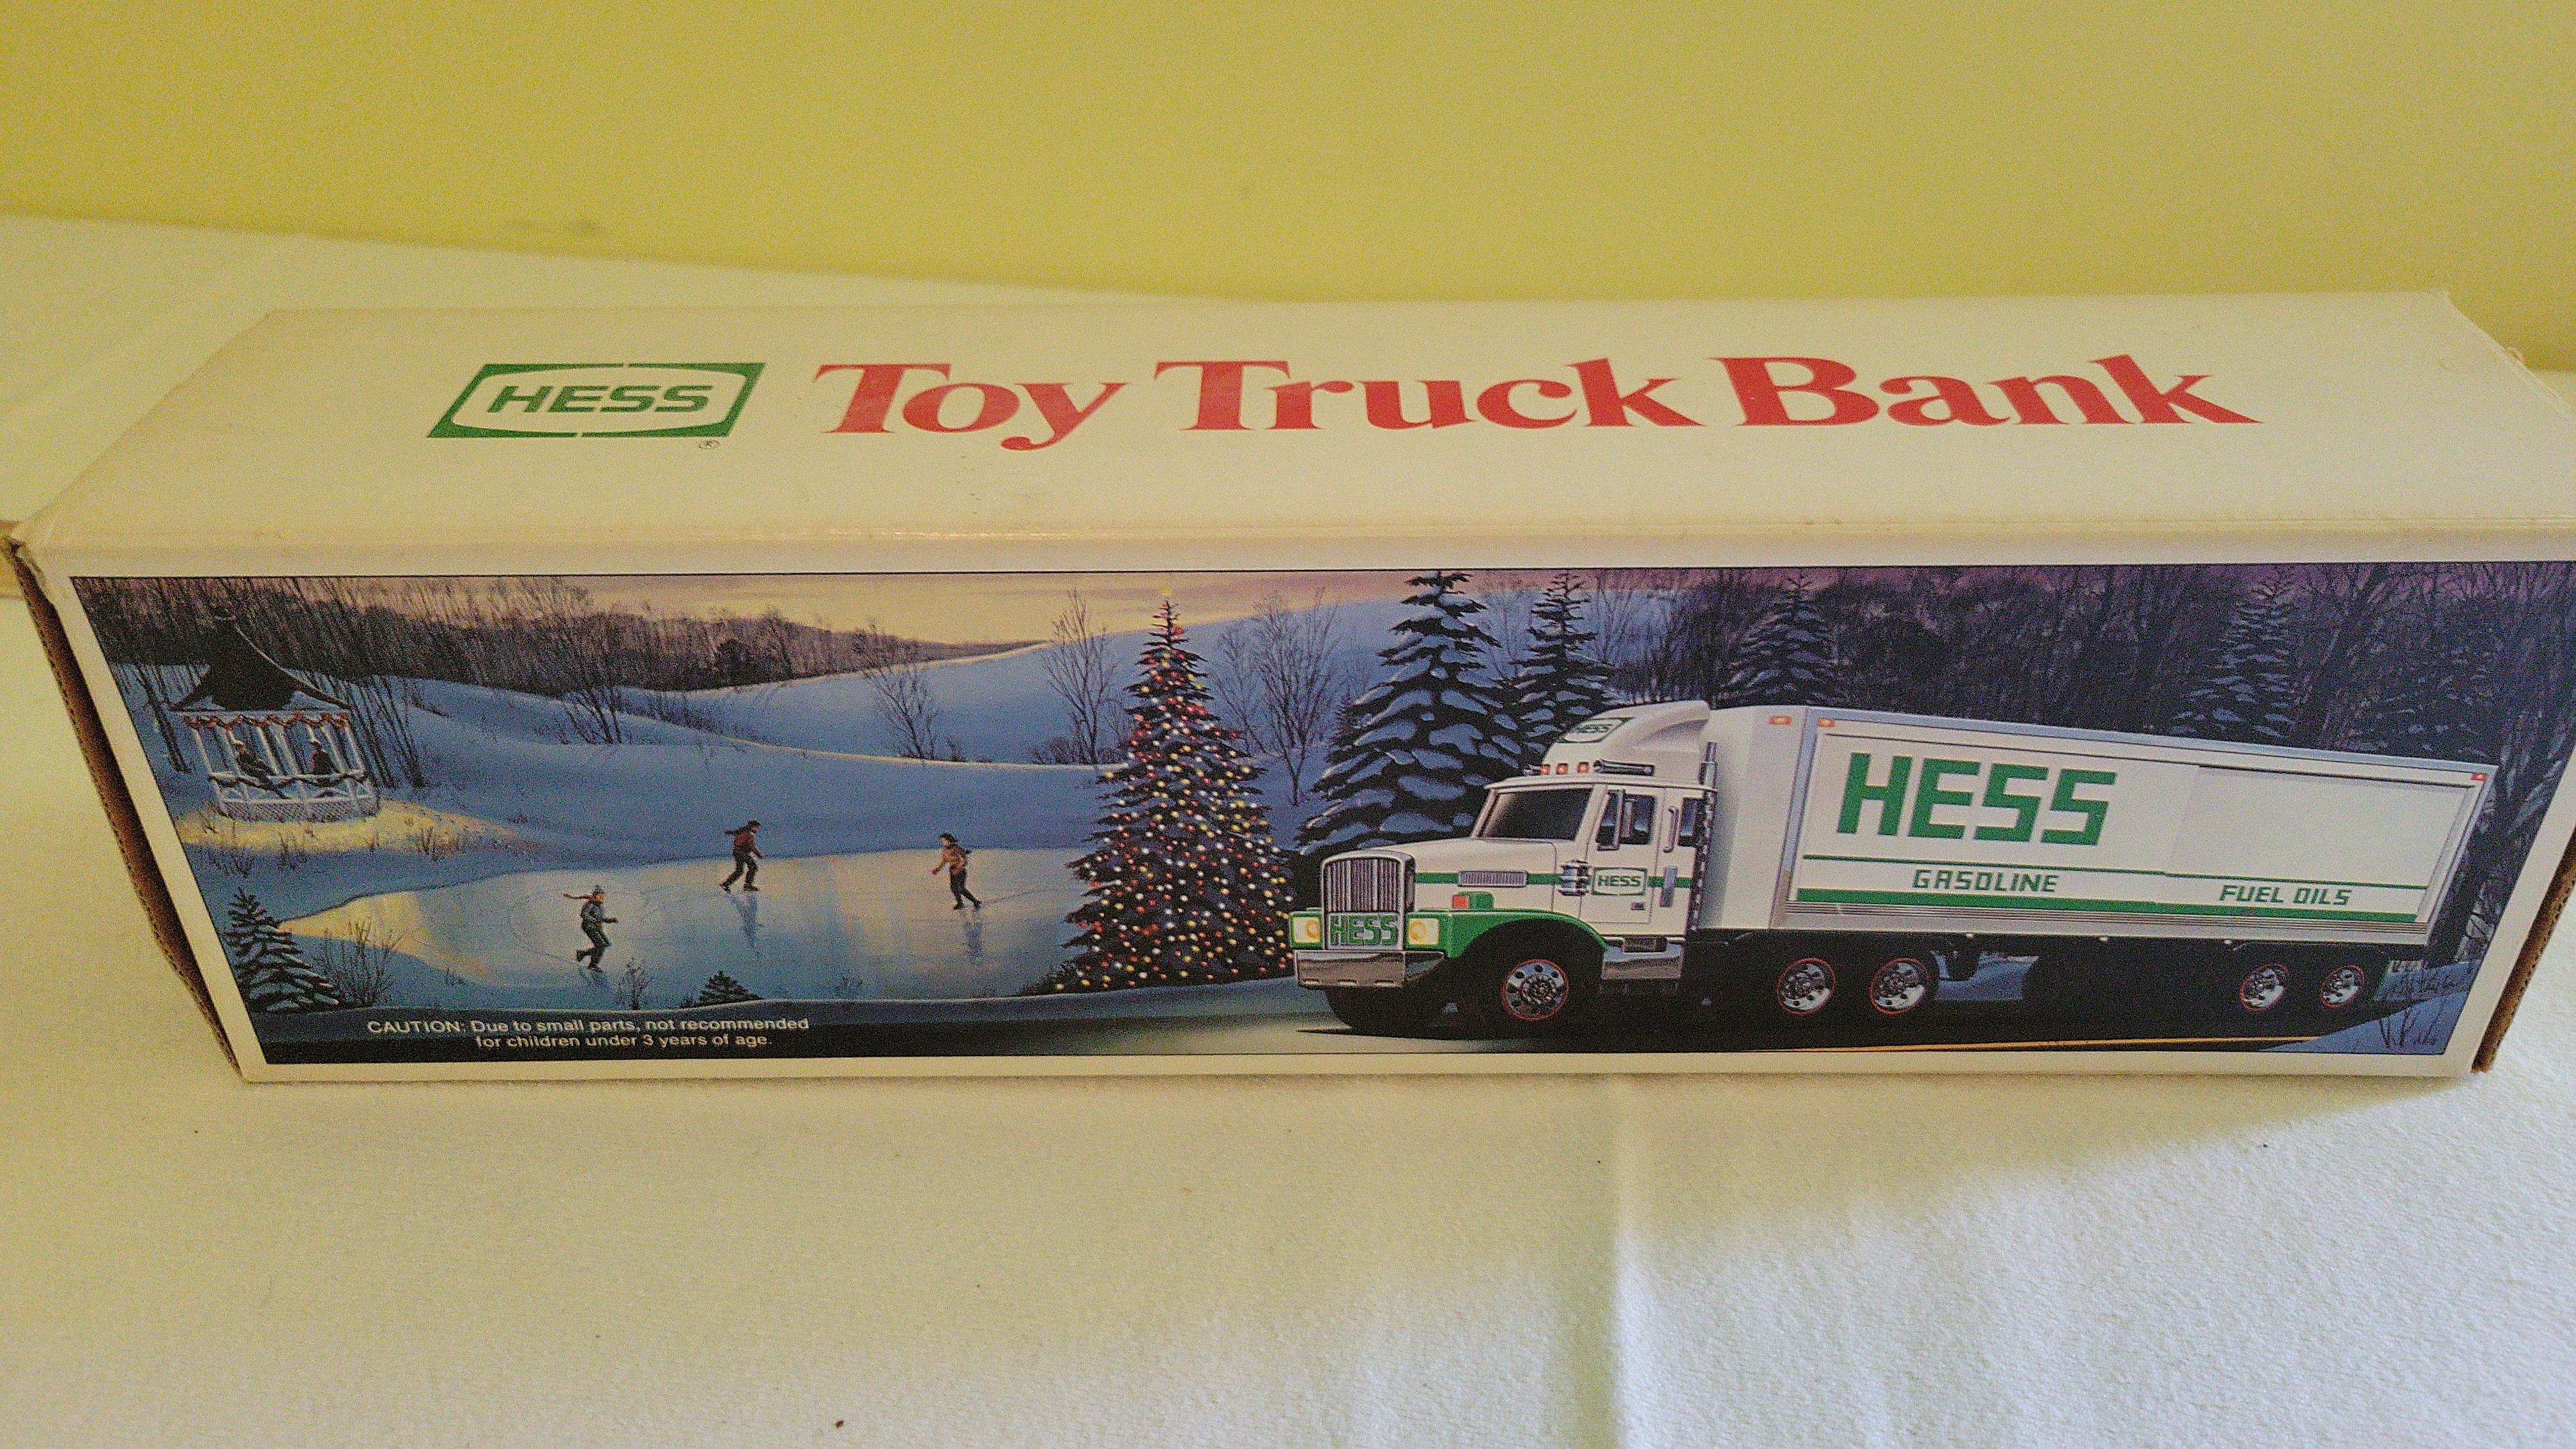 HESS ® Toy Truck Bank
HESS
HESS
GASOLINE
FUEL OILS
HESS
HESS
CAUTION: Due to small parts, not recommended
for children under 3 years of age.